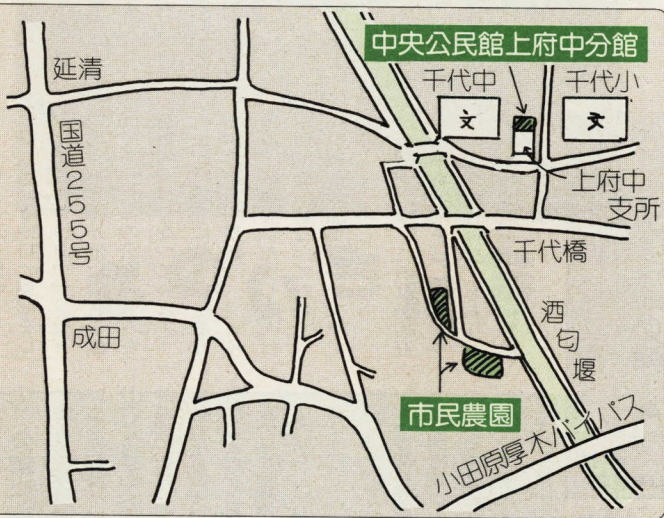 中央公民館上府中分館
延清
千代中
千代小
文
文
国道255号
上府中
支所
千代橋
酒匂堰
成田
市民農園
小田原厚木バイパス